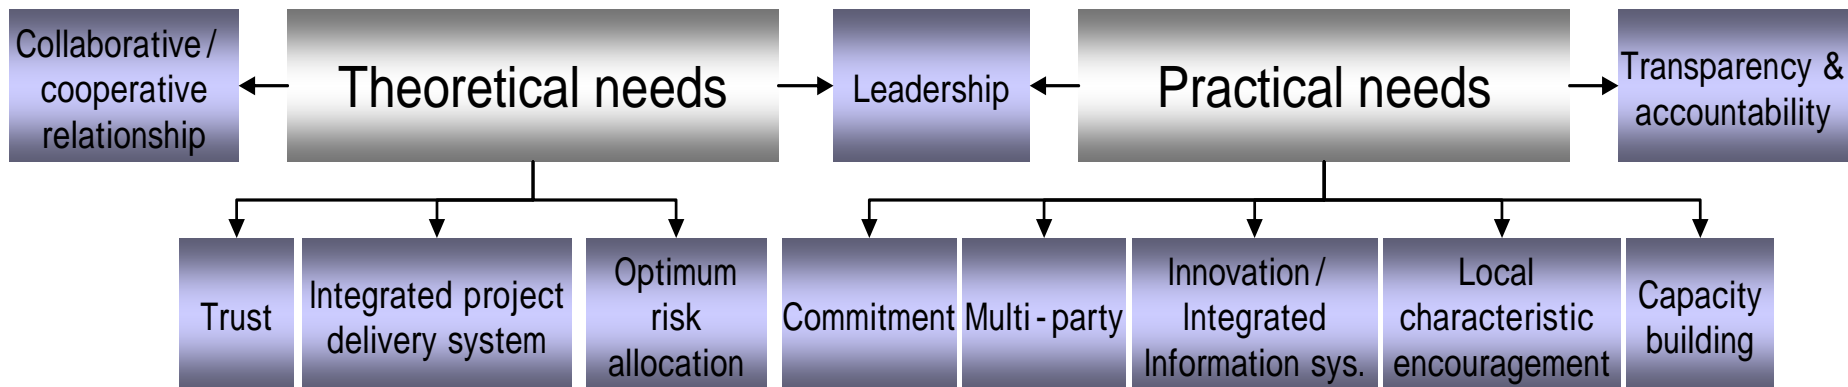 Collaborative /
cooperative
relationship
Theoretical needs
Leadership
Practical needs
Transparency &
accountability
Trust
Integrated project
delivery system
Optimum
risk
allocation
Commitment
Multi - party
Innovation /
Integrated
Information sys.
Local
characteristic
encouragement
Capacity
building